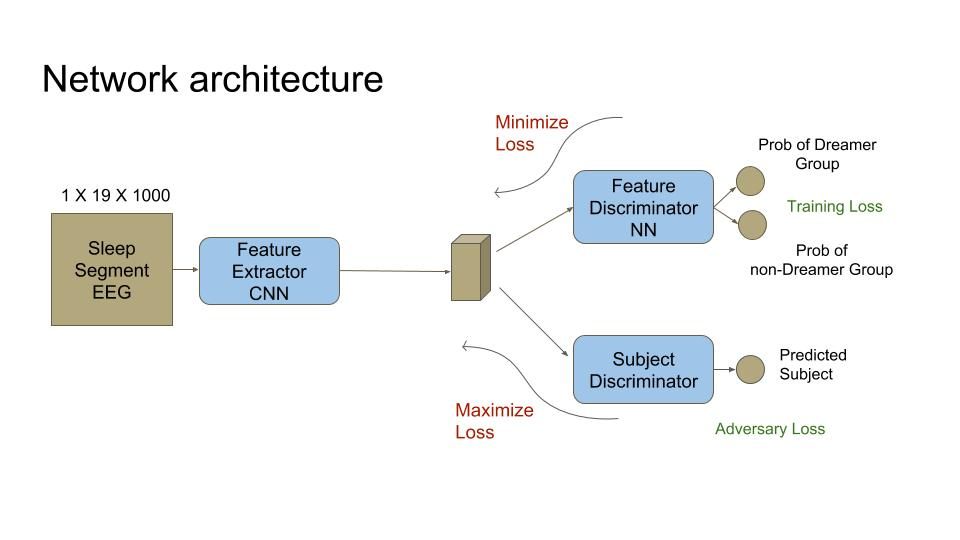 Network architecture
Minimize
Loss
Prob of Dreamer
Group
1 X 19 X 1000
Feature
Discriminator
NN
Training Loss
Sleep
Segment
EEG
Feature
Extractor
CNN
Prob of
non-Dreamer Group
Subject
Discriminator
Predicted
Subject
Maximize
Loss
Adversary Loss